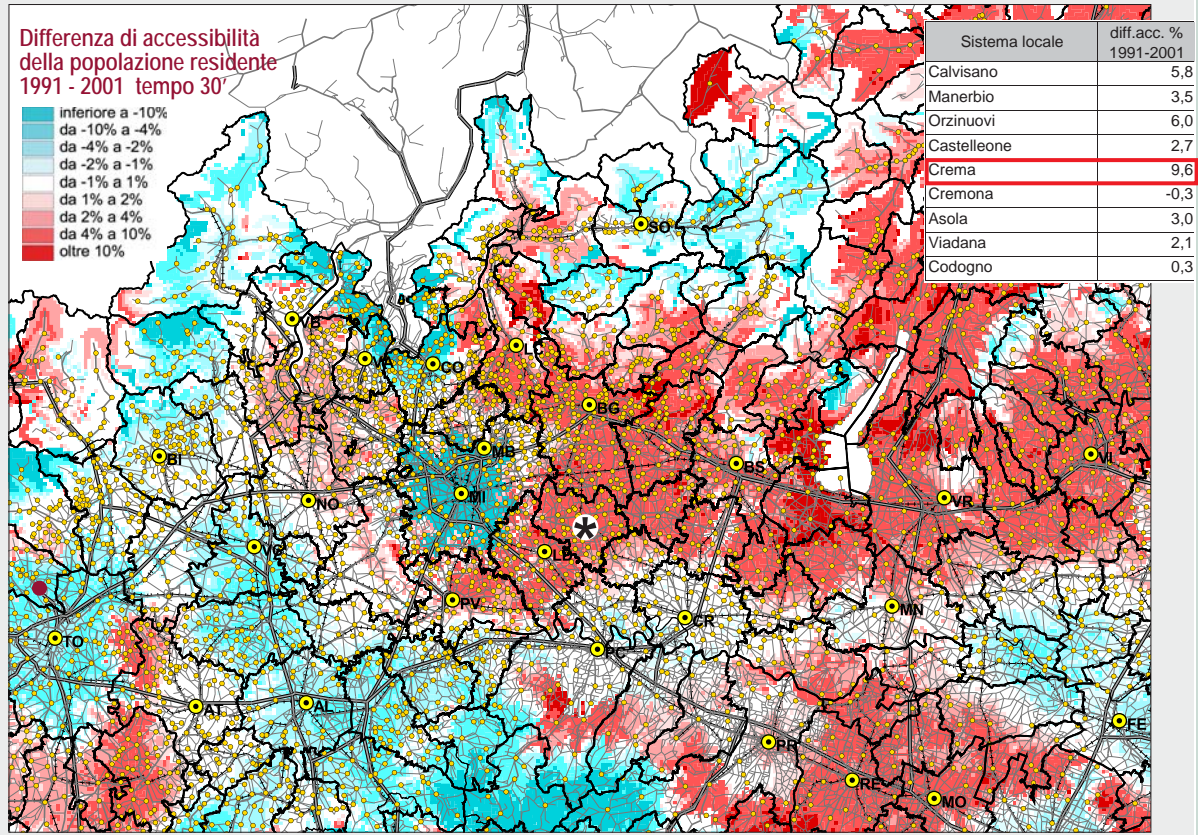 Differenza di accessibilità
della popolazione residente
1991 - 2001 tempo 30'
inferiore a -10%
da -10% a -4%
da -4% a -2%
da -2% a -1%
da -1% a 1%
da 1% a 2%
da 2% a 4%
da 4% a 10%
oltre 10%
Sistema locale diff.acc. % 1991-2001
Calvisano 5,8
Manerbio 3,5
Orzinuovi 6,0
Castelleone 2,7
Crema 9,6
Cremona -0,3
Asola 3,0
Viadana 2,1
Codogno 0,3
SO
VB
CO
BG
BI
MB
BS
VI
MI
NO
VR
*
PV
MN
CR
TO
AL
FE
PR
RE
MO